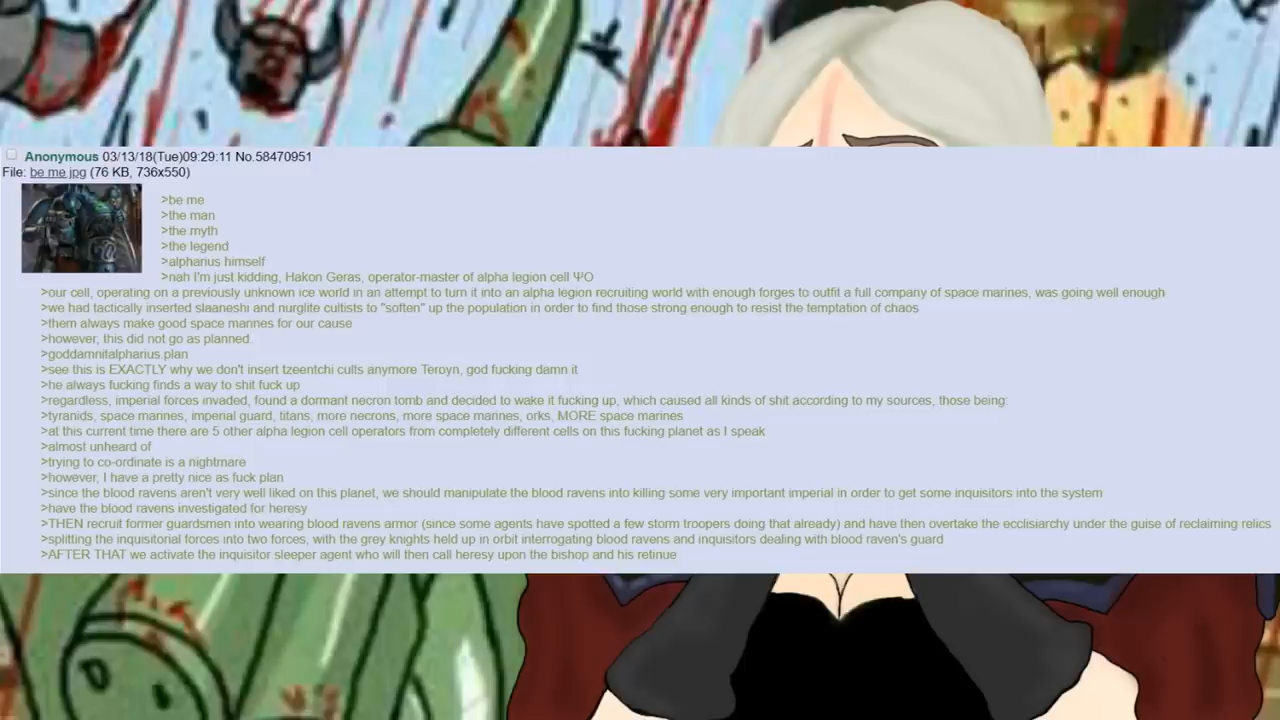 Anonymous 03/13/18(Tue)09:29:11 No.58470951
File: be me.jpg (76 KB, 736x550)
>be me
>the man
>the myth
>the legend
>alpharius himself
>nah I'm just kidding, Hakon Geras, operator-master of alpha legion cell ΨO
>our cell, operating on a previously unknown ice world in an attempt to turn it into an alpha legion recruiting world with enough forges to outfit a full company of space marines, was going well enough
>we had tactically inserted slaaneshi and nurglite cultists to "soften" up the population in order to find those strong enough to resist the temptation of chaos
>them always make good space marines for our cause
>however, this did not go as planned.
>goddamnitalpharius.plan
>see this is EXACTLY why we don't insert tzeentchi cults anymore Teroyn, god fucking damn it
>he always fucking finds a way to shit fuck up
>regardless, imperial forces invaded, found a dormant necron tomb and decided to wake it fucking up, which caused all kinds of shit according to my sources, those being:
>tyranids, space marines, imperial guard, titans, more necrons, more space marines, orks, MORE space marines
>at this current time there are 5 other alpha legion cell operators from completely different cells on this fucking planet as I speak
>almost unheard of
>trying to co-ordinate is a nightmare
>however, I have a pretty nice as fuck plan
>since the blood ravens aren't very well liked on this planet, we should manipulate the blood ravens into killing some very important imperial in order to get some inquisitors into the system
>have the blood ravens investigated for heresy
>THEN recruit former guardsmen into wearing blood ravens armor (since some agents have spotted a few storm troopers doing that already) and have then overtake the ecclisiarchy under the guise of reclaiming relics
>splitting the inquisitorial forces into two forces, with the grey knights held up in orbit interrogating blood ravens and inquisitors dealing with blood raven's guard
>AFTER THAT we activate the inquisitor sleeper agent who will then call heresy upon the bishop and his retinue